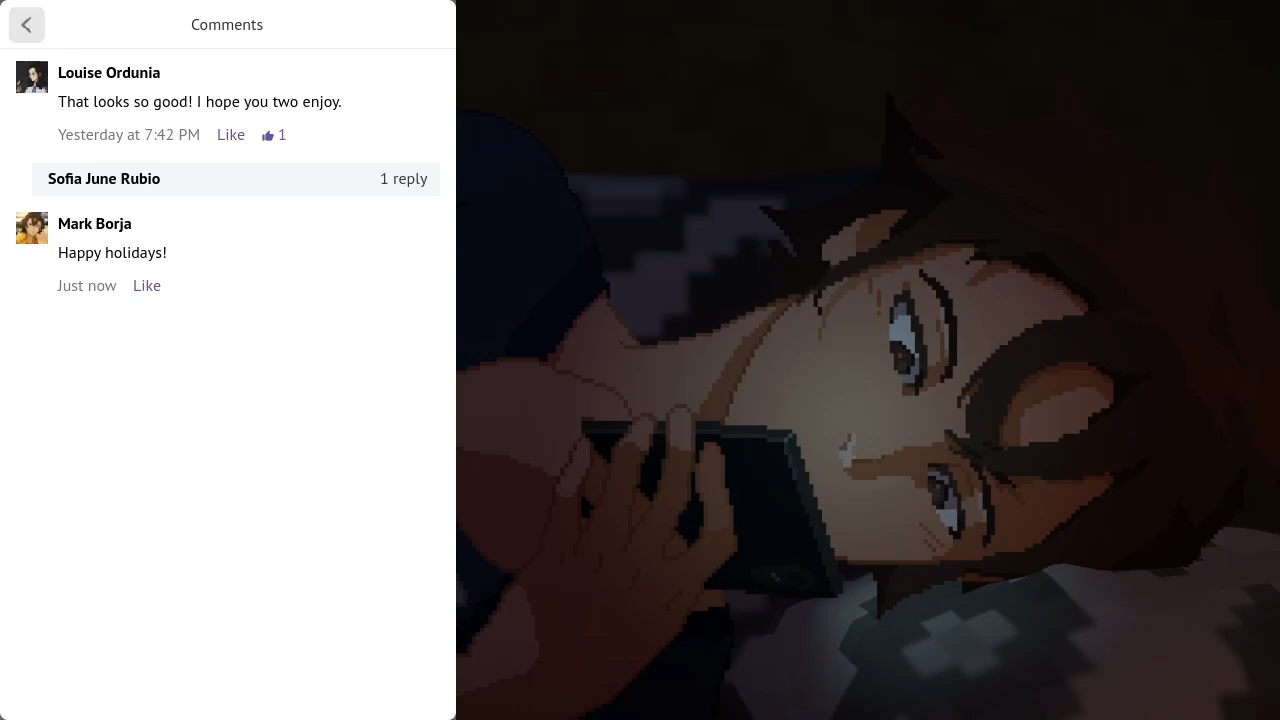 Comments
Louise Ordunia
That looks so good! I hope you two enjoy.
Yesterday at 7:42 PM Like 1
Sofia June Rubio 1 reply
Mark Borja
Happy holidays!
Just now Like